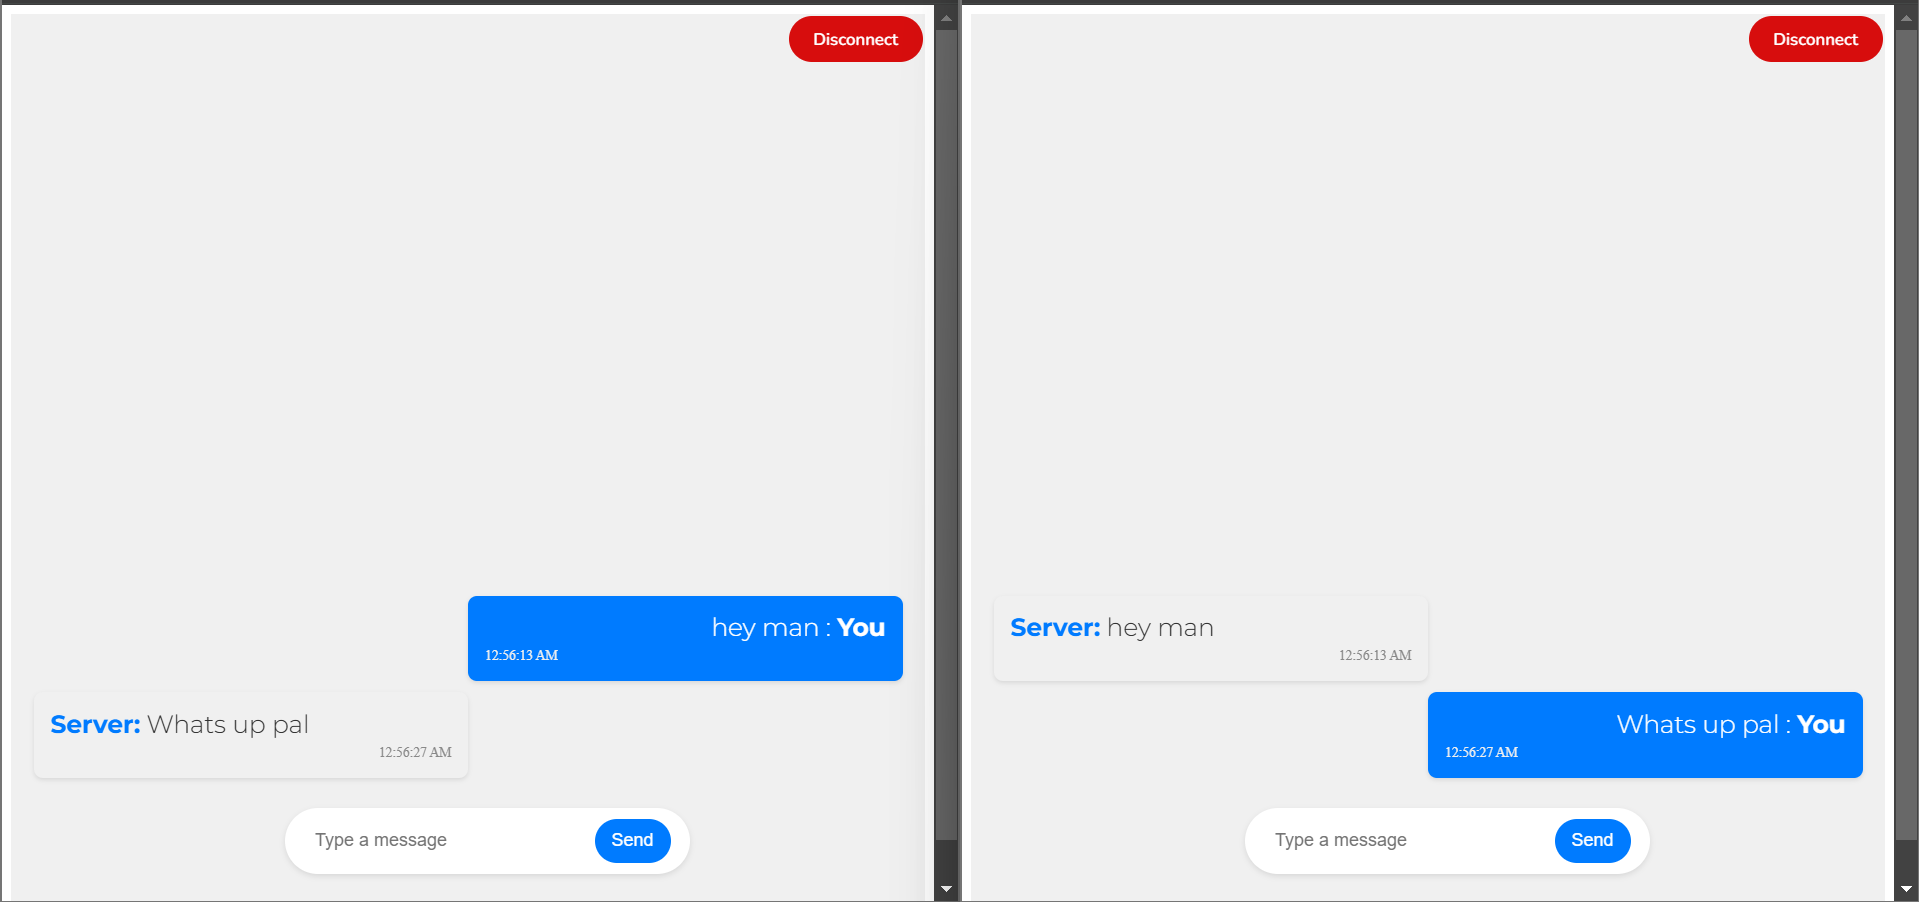 Disconnect
hey man : You
12:56:13 AM
Server: Whats up pal
12:56:27 AM
Type a message
Send
Disconnect
Server: hey man
12:56:13 AM
Whats up pal : You
12:56:27 AM
Type a message
Send